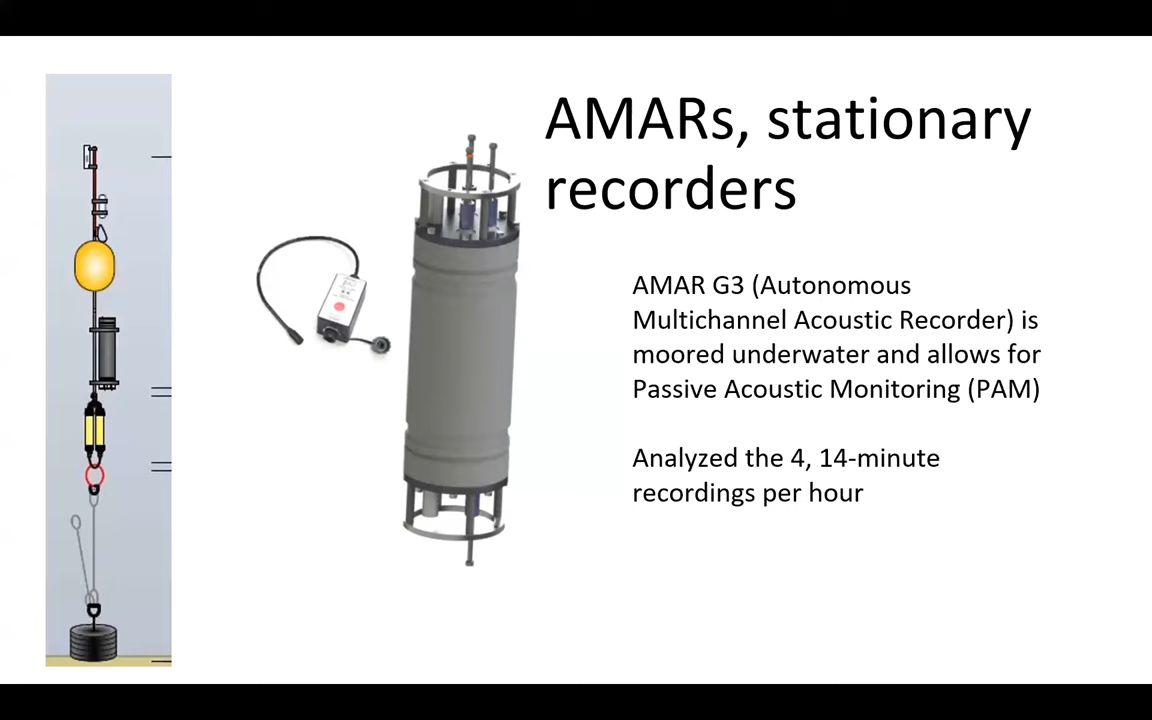 AMARs, stationary
recorders
AMAR G3 (Autonomous
Multichannel Acoustic Recorder) is
moored underwater and allows for
Passive Acoustic Monitoring (PAM)
Analyzed the 4, 14-minute
recordings per hour